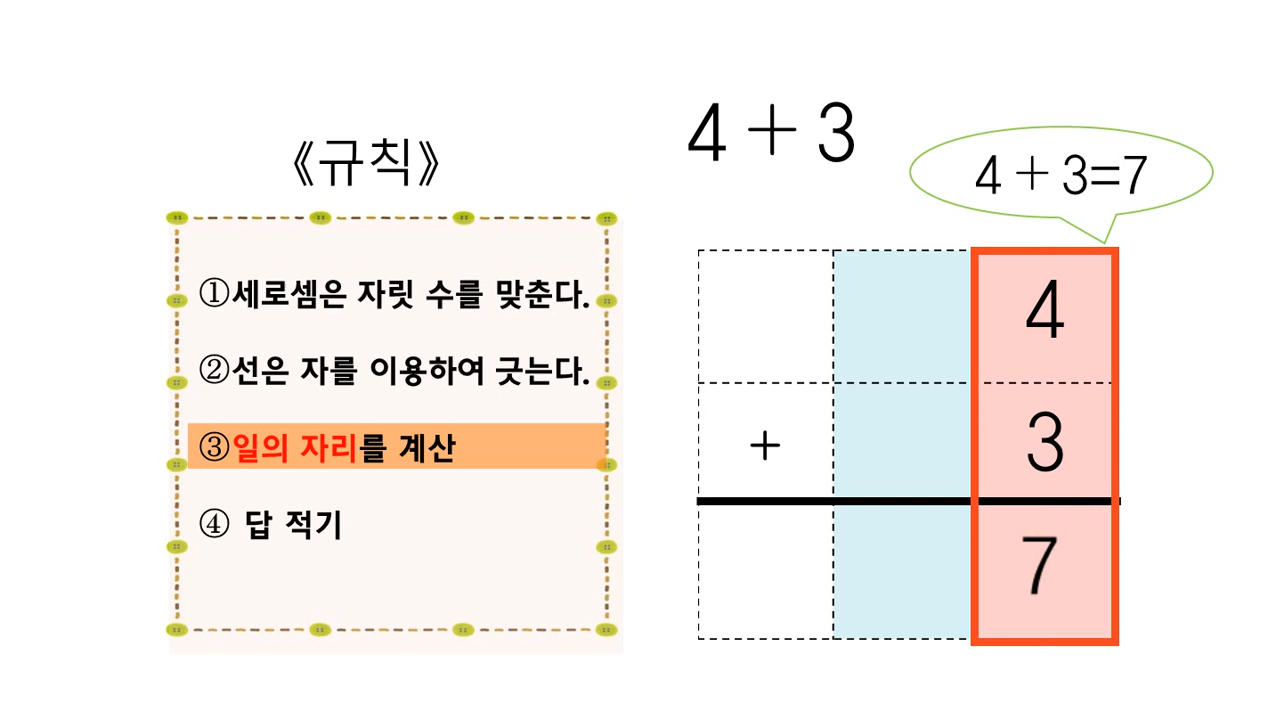 《규칙》
①세로셈은 자릿 수를 맞춘다.
②선은 자를 이용하여 긋는다.
③일의 자리를 계산
④ 답 적기
4+3
4+3=7
4
+ 3
7